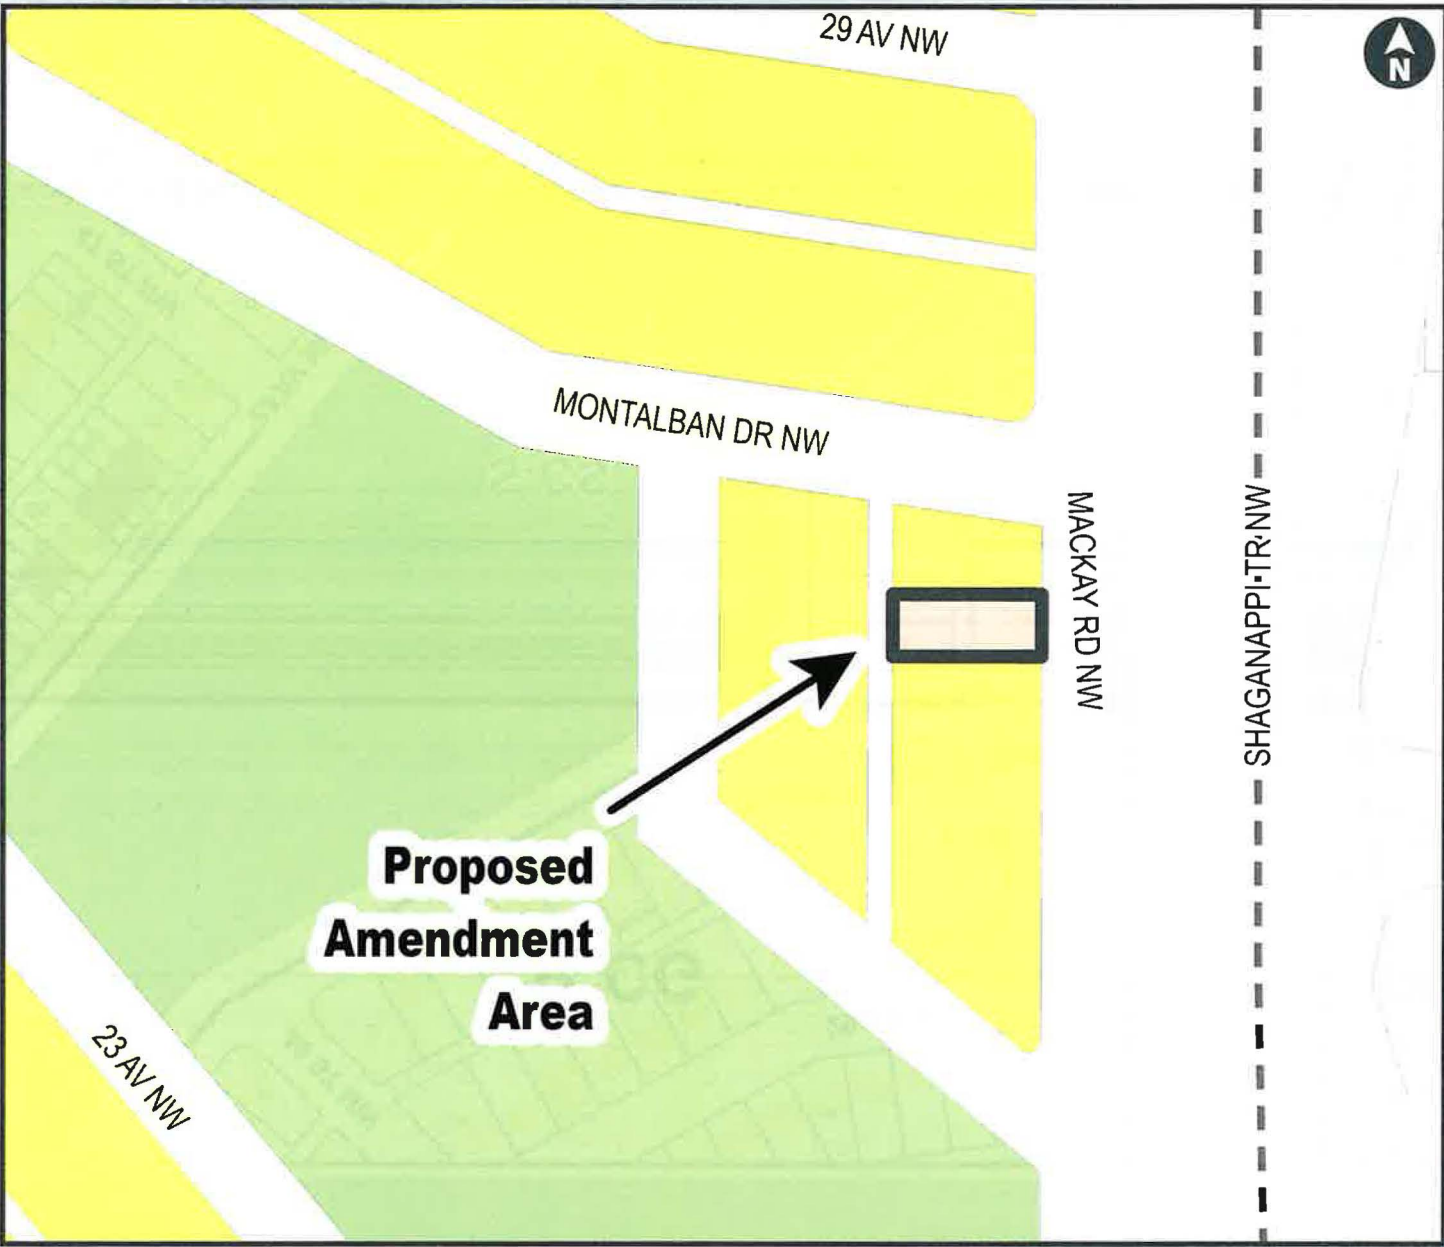 29 AV NW
N
MONTALBAN DR NW
MACKAY RD NW
SHAGANAPPI TR NW
Proposed
Amendment
Area
23 AV NW